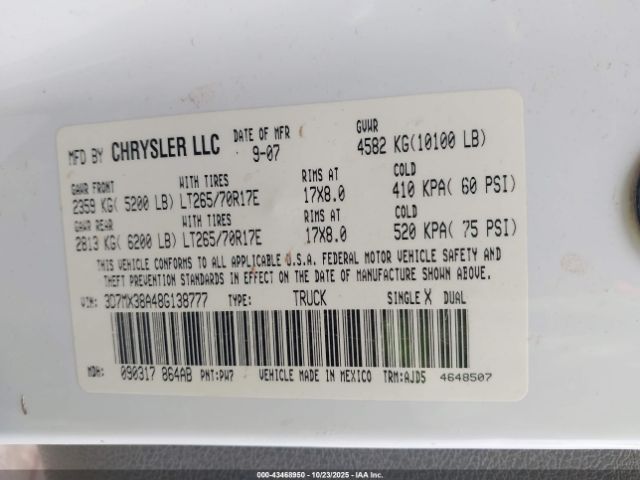 MFD BY CHRYSLER LLC DATE OF MFR 9-07 GVWR 4582 KG(10100 LB)
GAWR FRONT WITH TIRES RIMS AT COLD
2359 KG( 5200 LB) LT265/70R17E 17X8.0 410 KPA( 60 PSI)
GAWR REAR WITH TIRES RIMS AT COLD
2813 KG( 6200 LB) LT265/70R17E 17X8.0 520 KPA( 75 PSI)
THIS VEHICLE CONFORMS TO ALL APPLICABLE U.S.A. FEDERAL MOTOR VEHICLE SAFETY AND
THEFT PREVENTION STANDARDS IN EFFECT ON THE DATE OF MANUFACTURE SHOWN ABOVE.
VIN: 3D7MX38A48G138777 TYPE: TRUCK SINGLE X DUAL
MDH: 090317 864AB PNT:PW7 VEHICLE MADE IN MEXICO TRM:AJD5 4648507
000-43468950 | 10/23/2025 | IAA Inc.